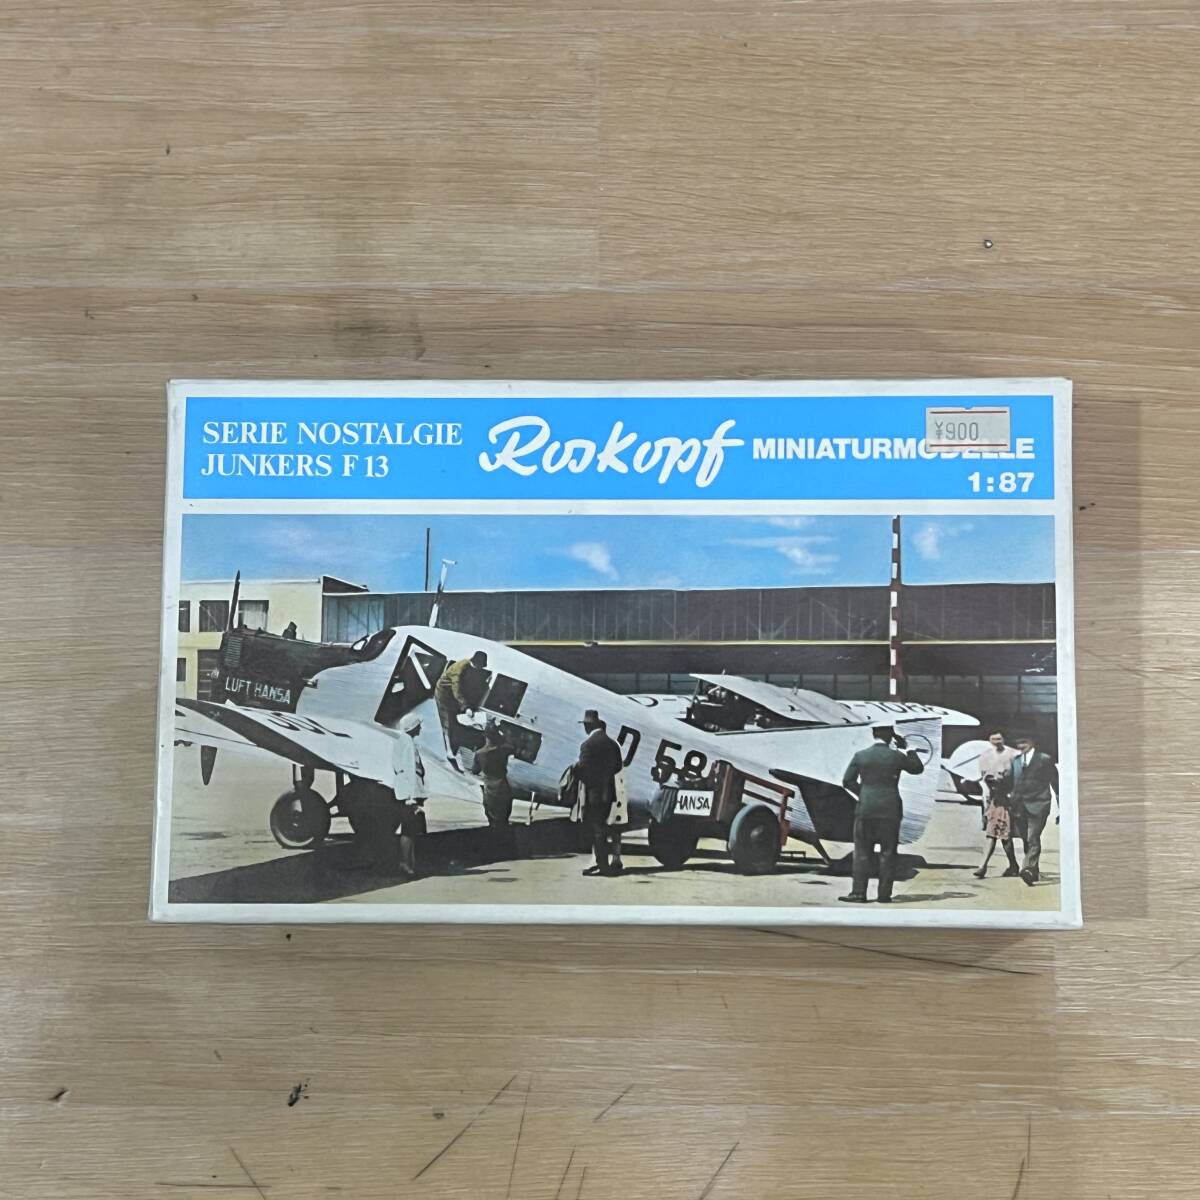 SERIE NOSTALGIE
JUNKERS F 13
Roskopf
MINIATURMODELLE
1:87
¥900
LUFT HANSA
D 58
HANSA